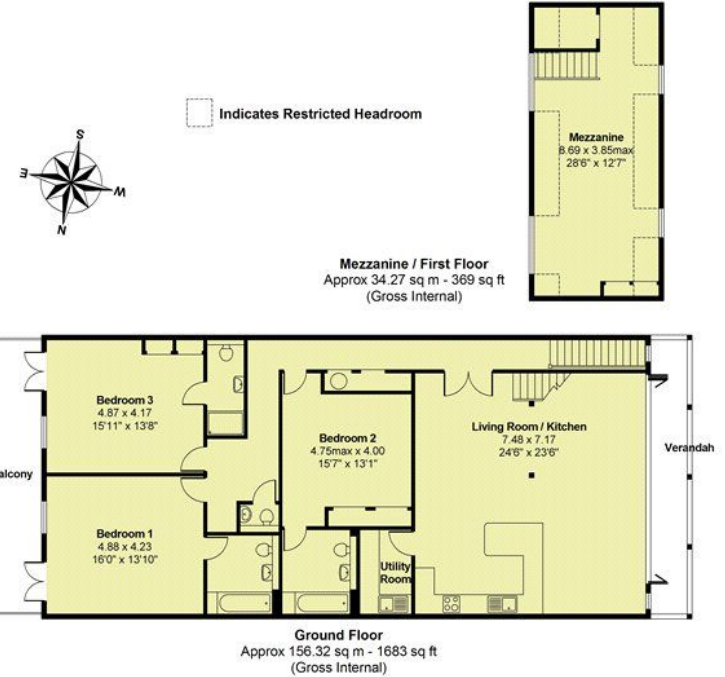 Indicates Restricted Headroom
S
E
W
N
Mezzanine
8.69 x 3.85max
28'6" x 12'7"
Mezzanine / First Floor
Approx 34.27 sq m - 369 sq ft
(Gross Internal)
Bedroom 3
4.87 x 4.17
15'11" x 13'8"
Bedroom 2
4.75max x 4.00
15'7" x 13'1"
Living Room / Kitchen
7.48 x 7.17
24'6" x 23'6"
Verandah
alcony
Bedroom 1
4.88 x 4.23
16'0" x 13'10"
Utility
Room
Ground Floor
Approx 156.32 sq m - 1683 sq ft
(Gross Internal)